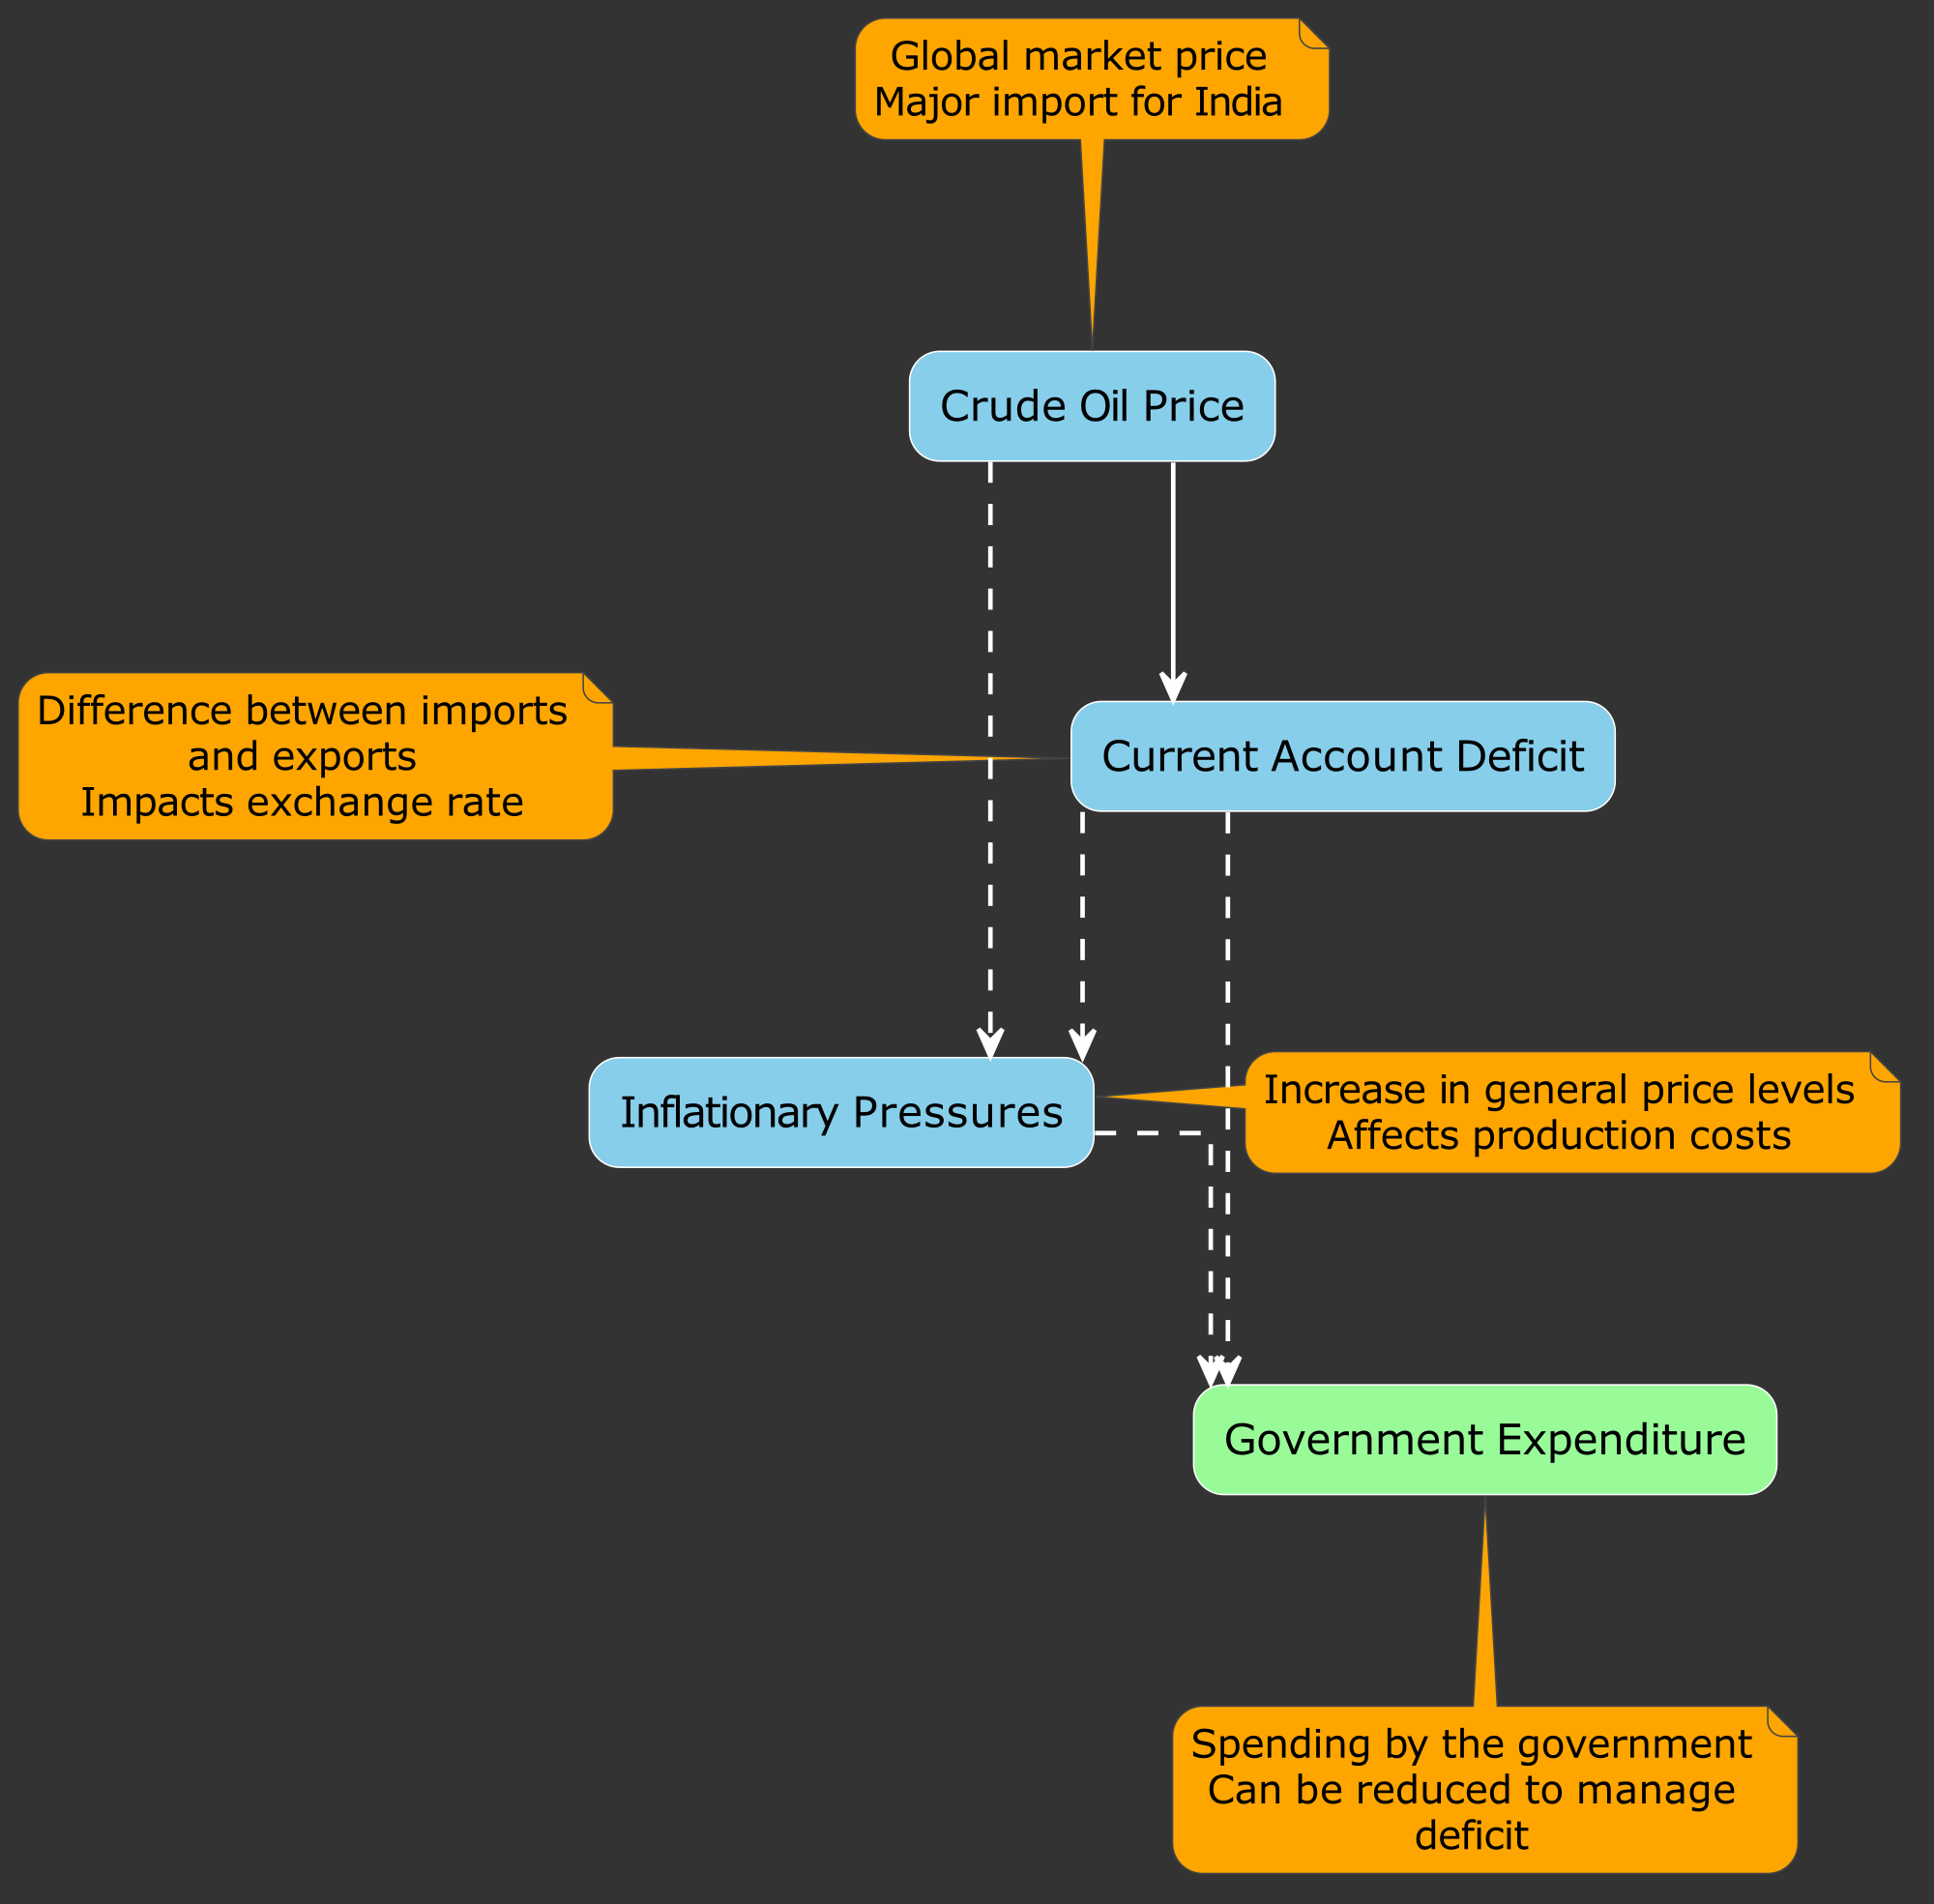 Global market price
Major import for India
Crude Oil Price
Difference between imports
and exports
Impacts exchange rate
Current Account Deficit
Inflationary Pressures
Increase in general price levels
Affects production costs
Government Expenditure
Spending by the government
Can be reduced to manage
deficit